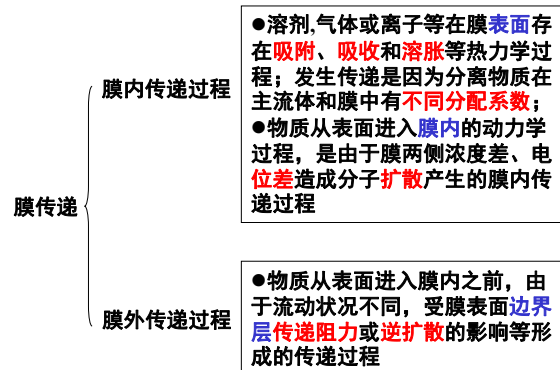 ●溶剂,气体或离子等在膜表面存
在吸附、吸收和溶胀等热力学过
程；发生传递是因为分离物质在
主流体和膜中有不同分配系数；
●物质从表面进入膜内的动力学
过程，是由于膜两侧浓度差、电
位差造成分子扩散产生的膜内传
递过程
膜内传递过程
膜传递
膜外传递过程
●物质从表面进入膜内之前，由
于流动状况不同，受膜表面边界
层传递阻力或逆扩散的影响等形
成的传递过程